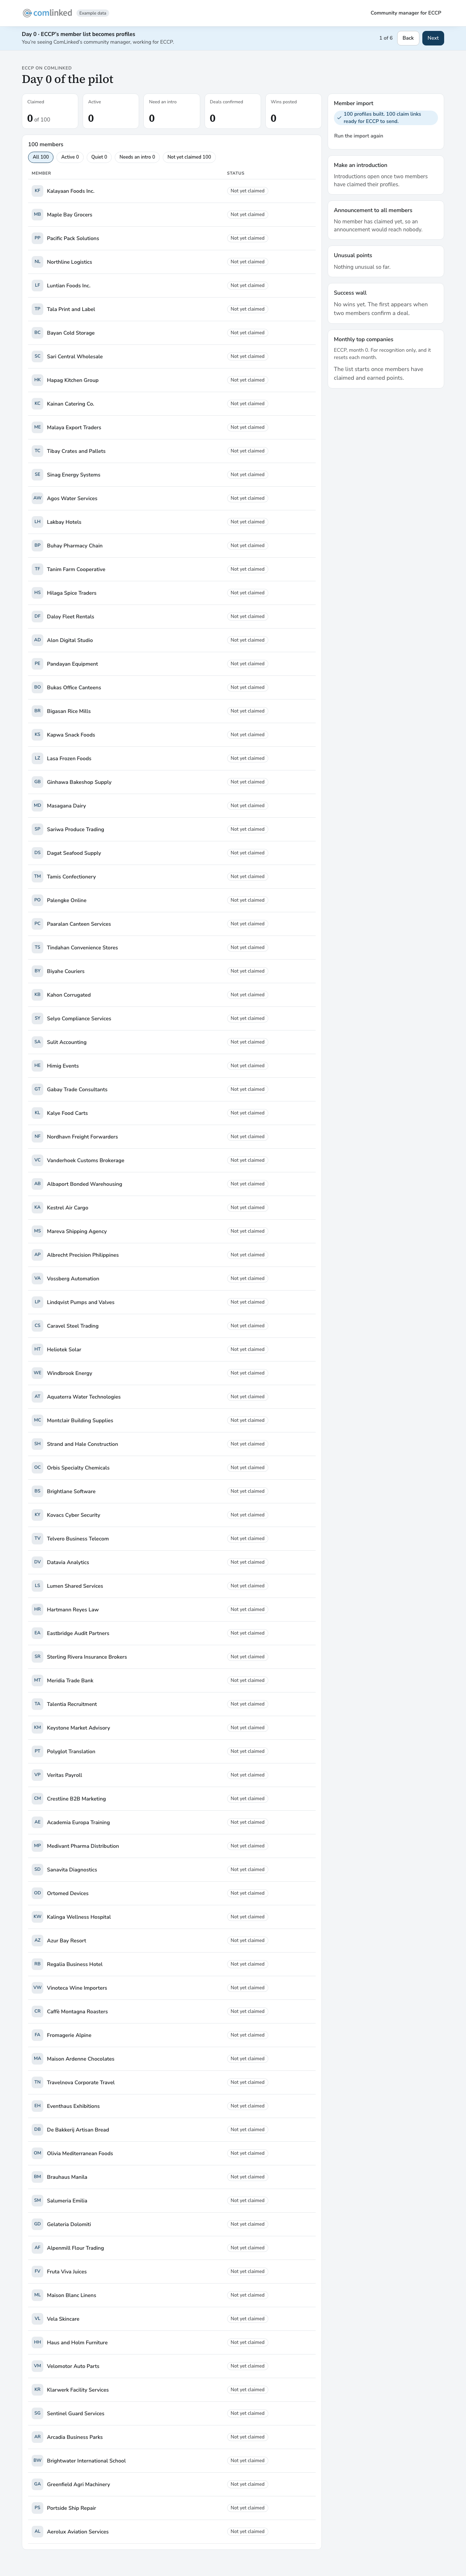 comlinked Example data Community manager for ECCP
Day 0 · ECCP's member list becomes profiles
You're seeing ComLinked's community manager, working for ECCP.
1 of 6 Back Next
ECCP ON COMLINKED
Day 0 of the pilot
Claimed
0 of 100
Active
0
Need an intro
0
Deals confirmed
0
Wins posted
0
100 members
All 100 Active 0 Quiet 0 Needs an intro 0 Not yet claimed 100
MEMBER STATUS
KF Kalayaan Foods Inc. Not yet claimed
MB Maple Bay Grocers Not yet claimed
PP Pacific Pack Solutions Not yet claimed
NL Northline Logistics Not yet claimed
LF Luntian Foods Inc. Not yet claimed
TP Tala Print and Label Not yet claimed
BC Bayan Cold Storage Not yet claimed
SC Sari Central Wholesale Not yet claimed
HK Hapag Kitchen Group Not yet claimed
KC Kainan Catering Co. Not yet claimed
ME Malaya Export Traders Not yet claimed
TC Tibay Crates and Pallets Not yet claimed
SE Sinag Energy Systems Not yet claimed
AW Agos Water Services Not yet claimed
LH Lakbay Hotels Not yet claimed
BP Buhay Pharmacy Chain Not yet claimed
TF Tanim Farm Cooperative Not yet claimed
HS Hilaga Spice Traders Not yet claimed
DF Daloy Fleet Rentals Not yet claimed
AD Alon Digital Studio Not yet claimed
PE Pandayan Equipment Not yet claimed
BO Bukas Office Canteens Not yet claimed
BR Bigasan Rice Mills Not yet claimed
KS Kapwa Snack Foods Not yet claimed
LZ Lasa Frozen Foods Not yet claimed
GB Ginhawa Bakeshop Supply Not yet claimed
MD Masagana Dairy Not yet claimed
SP Sariwa Produce Trading Not yet claimed
DS Dagat Seafood Supply Not yet claimed
TM Tamis Confectionery Not yet claimed
PO Palengke Online Not yet claimed
PC Paaralan Canteen Services Not yet claimed
TS Tindahan Convenience Stores Not yet claimed
BY Biyahe Couriers Not yet claimed
KB Kahon Corrugated Not yet claimed
SY Selyo Compliance Services Not yet claimed
SA Sulit Accounting Not yet claimed
HE Himig Events Not yet claimed
GT Gabay Trade Consultants Not yet claimed
KL Kalye Food Carts Not yet claimed
NF Nordhavn Freight Forwarders Not yet claimed
VC Vanderhoek Customs Brokerage Not yet claimed
AB Albaport Bonded Warehousing Not yet claimed
KA Kestrel Air Cargo Not yet claimed
MS Mareva Shipping Agency Not yet claimed
AP Albrecht Precision Philippines Not yet claimed
VA Vossberg Automation Not yet claimed
LP Lindqvist Pumps and Valves Not yet claimed
CS Caravel Steel Trading Not yet claimed
HT Heliotek Solar Not yet claimed
WE Windbrook Energy Not yet claimed
AT Aquaterra Water Technologies Not yet claimed
MC Montclair Building Supplies Not yet claimed
SH Strand and Hale Construction Not yet claimed
OC Orbis Specialty Chemicals Not yet claimed
BS Brightlane Software Not yet claimed
KY Kovacs Cyber Security Not yet claimed
TV Telvero Business Telecom Not yet claimed
DV Datavia Analytics Not yet claimed
LS Lumen Shared Services Not yet claimed
HR Hartmann Reyes Law Not yet claimed
EA Eastbridge Audit Partners Not yet claimed
SR Sterling Rivera Insurance Brokers Not yet claimed
MT Meridia Trade Bank Not yet claimed
TA Talentia Recruitment Not yet claimed
KM Keystone Market Advisory Not yet claimed
PT Polyglot Translation Not yet claimed
VP Veritas Payroll Not yet claimed
CM Crestline B2B Marketing Not yet claimed
AE Academia Europa Training Not yet claimed
MP Medivant Pharma Distribution Not yet claimed
SD Sanavita Diagnostics Not yet claimed
OD Ortomed Devices Not yet claimed
KW Kalinga Wellness Hospital Not yet claimed
AZ Azur Bay Resort Not yet claimed
RB Regalia Business Hotel Not yet claimed
VW Vinoteca Wine Importers Not yet claimed
CR Caffè Montagna Roasters Not yet claimed
FA Fromagerie Alpine Not yet claimed
MA Maison Ardenne Chocolates Not yet claimed
TN Travelnova Corporate Travel Not yet claimed
EH Eventhaus Exhibitions Not yet claimed
DB De Bakkerij Artisan Bread Not yet claimed
OM Olivia Mediterranean Foods Not yet claimed
BM Brauhaus Manila Not yet claimed
SM Salumeria Emilia Not yet claimed
GD Gelateria Dolomiti Not yet claimed
AF Alpenmill Flour Trading Not yet claimed
FV Fruta Viva Juices Not yet claimed
ML Maison Blanc Linens Not yet claimed
VL Vela Skincare Not yet claimed
HH Haus and Holm Furniture Not yet claimed
VM Velomotor Auto Parts Not yet claimed
KR Klarwerk Facility Services Not yet claimed
SG Sentinel Guard Services Not yet claimed
AR Arcadia Business Parks Not yet claimed
BW Brightwater International School Not yet claimed
GA Greenfield Agri Machinery Not yet claimed
PS Portside Ship Repair Not yet claimed
AL Aerolux Aviation Services Not yet claimed
Member import
100 profiles built, 100 claim links
ready for ECCP to send.
Run the import again
Make an introduction
Introductions open once two members
have claimed their profiles.
Announcement to all members
No member has claimed yet, so an
announcement would reach nobody.
Unusual points
Nothing unusual so far.
Success wall
No wins yet. The first appears when
two members confirm a deal.
Monthly top companies
ECCP, month 0. For recognition only, and it
resets each month.
The list starts once members have
claimed and earned points.